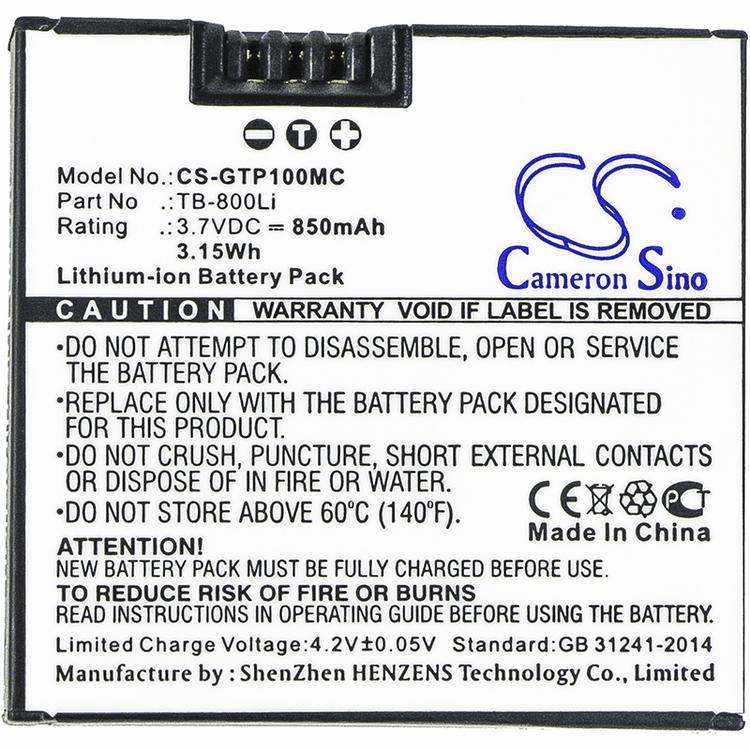 − T +
Model No.:CS-GTP100MC
Part No .:TB-800Li
Rating :3.7VDC ⎓ 850mAh
3.15Wh
Lithium-ion Battery Pack
Cameron Sino
CAUTION WARRANTY VOID IF LABEL IS REMOVED
•DO NOT ATTEMPT TO DISASSEMBLE, OPEN OR SERVICE
THE BATTERY PACK.
•REPLACE ONLY WITH THE BATTERY PACK DESIGNATED
FOR THIS PRODUCT.
•DO NOT CRUSH, PUNCTURE, SHORT EXTERNAL CONTACTS
OR DISPOSE OF IN FIRE OR WATER.
•DO NOT STORE ABOVE 60°C (140°F).
CE PCT
Made In China
ATTENTION!
NEW BATTERY PACK MUST BE FULLY CHARGED BEFORE USE.
TO REDUCE RISK OF FIRE OR BURNS
READ INSTRUCTIONS IN OPERATING GUIDE BEFORE USING THE BATTERY.
Limited Charge Voltage:4.2V±0.05V Standard:GB 31241-2014
Manufacture by : ShenZhen HENZENS Technology Co., Limited